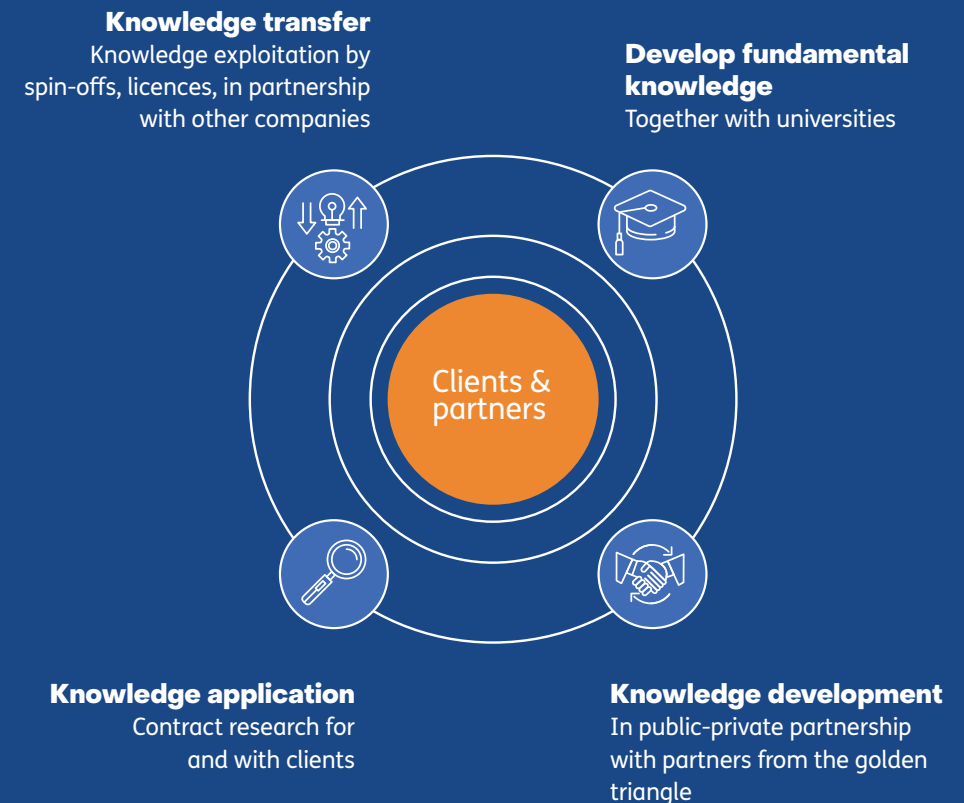 Knowledge transfer
Knowledge exploitation by
spin-offs, licences, in partnership
with other companies
Develop fundamental
knowledge
Together with universities
Clients &
partners
Knowledge application
Contract research for
and with clients
Knowledge development
In public-private partnership
with partners from the golden
triangle